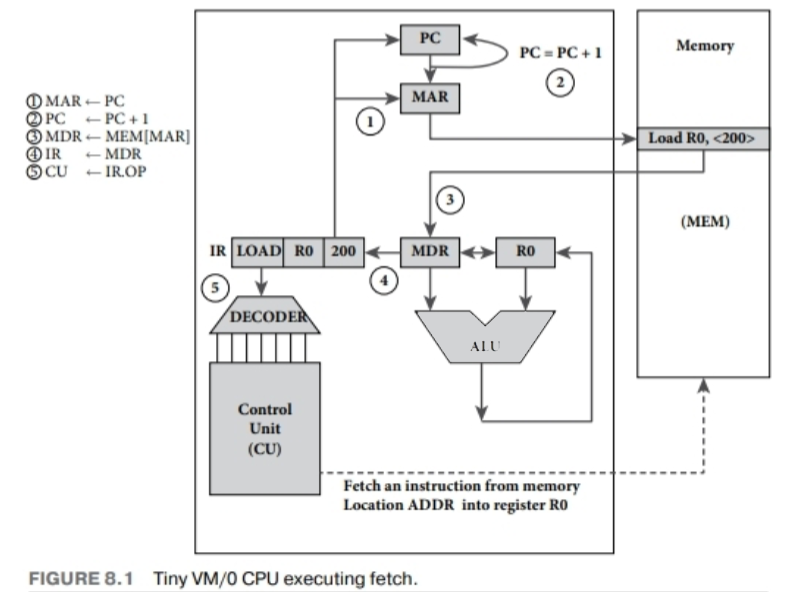 PC
PC = PC + 1
②
Memory
① MAR ← PC
② PC ← PC + 1
③ MDR ← MEM[MAR]
④ IR ← MDR
⑤ CU ← IR.OP
MAR
①
Load R0, <200>
③
(MEM)
IR LOAD R0 200
MDR
R0
④
⑤
DECODER
ALU
Control
Unit
(CU)
Fetch an instruction from memory
Location ADDR into register R0
FIGURE 8.1 Tiny VM/0 CPU executing fetch.